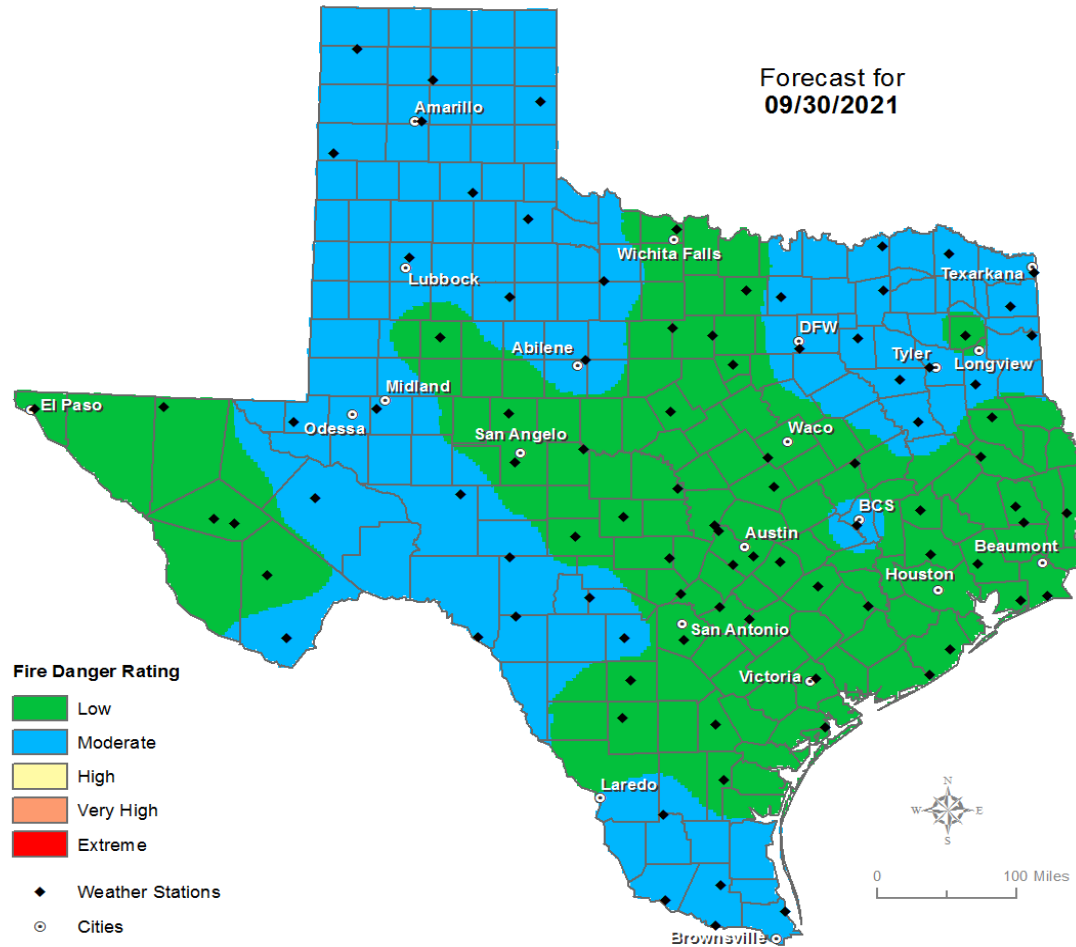 Forecast for
09/30/2021
Amarillo
Wichita Falls
Lubbock
Texarkana
DFW
Abilene
Tyler
Longview
Midland
El Paso
Odessa
San Angelo
Waco
BCS
Austin
Beaumont
Houston
San Antonio
Victoria
Laredo
Brownsville
Fire Danger Rating
Low
Moderate
High
Very High
Extreme
Weather Stations
Cities
N
W E
S
0 100 Miles